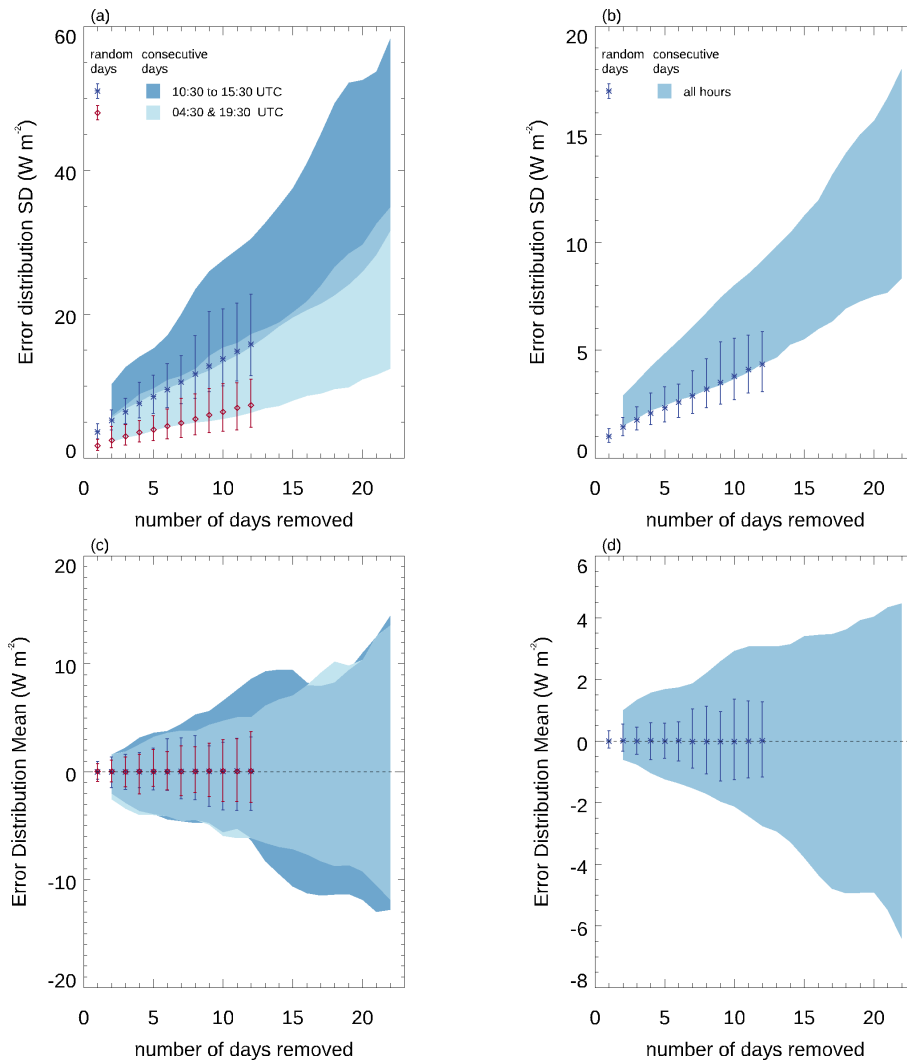 (a)
60
40
20
0
random consecutive
days days
10:30 to 15:30 UTC
04:30 & 19:30 UTC
Error distribution SD (W m-2)
0 5 10 15 20
number of days removed
(b)
20
15
10
5
0
random consecutive
days days
all hours
Error distribution SD (W m-2)
0 5 10 15 20
number of days removed
(c)
20
10
0
-10
-20
Error Distribution Mean (W m-2)
0 5 10 15 20
number of days removed
(d)
6
4
2
0
-2
-4
-6
-8
Error Distribution Mean (W m-2)
0 5 10 15 20
number of days removed